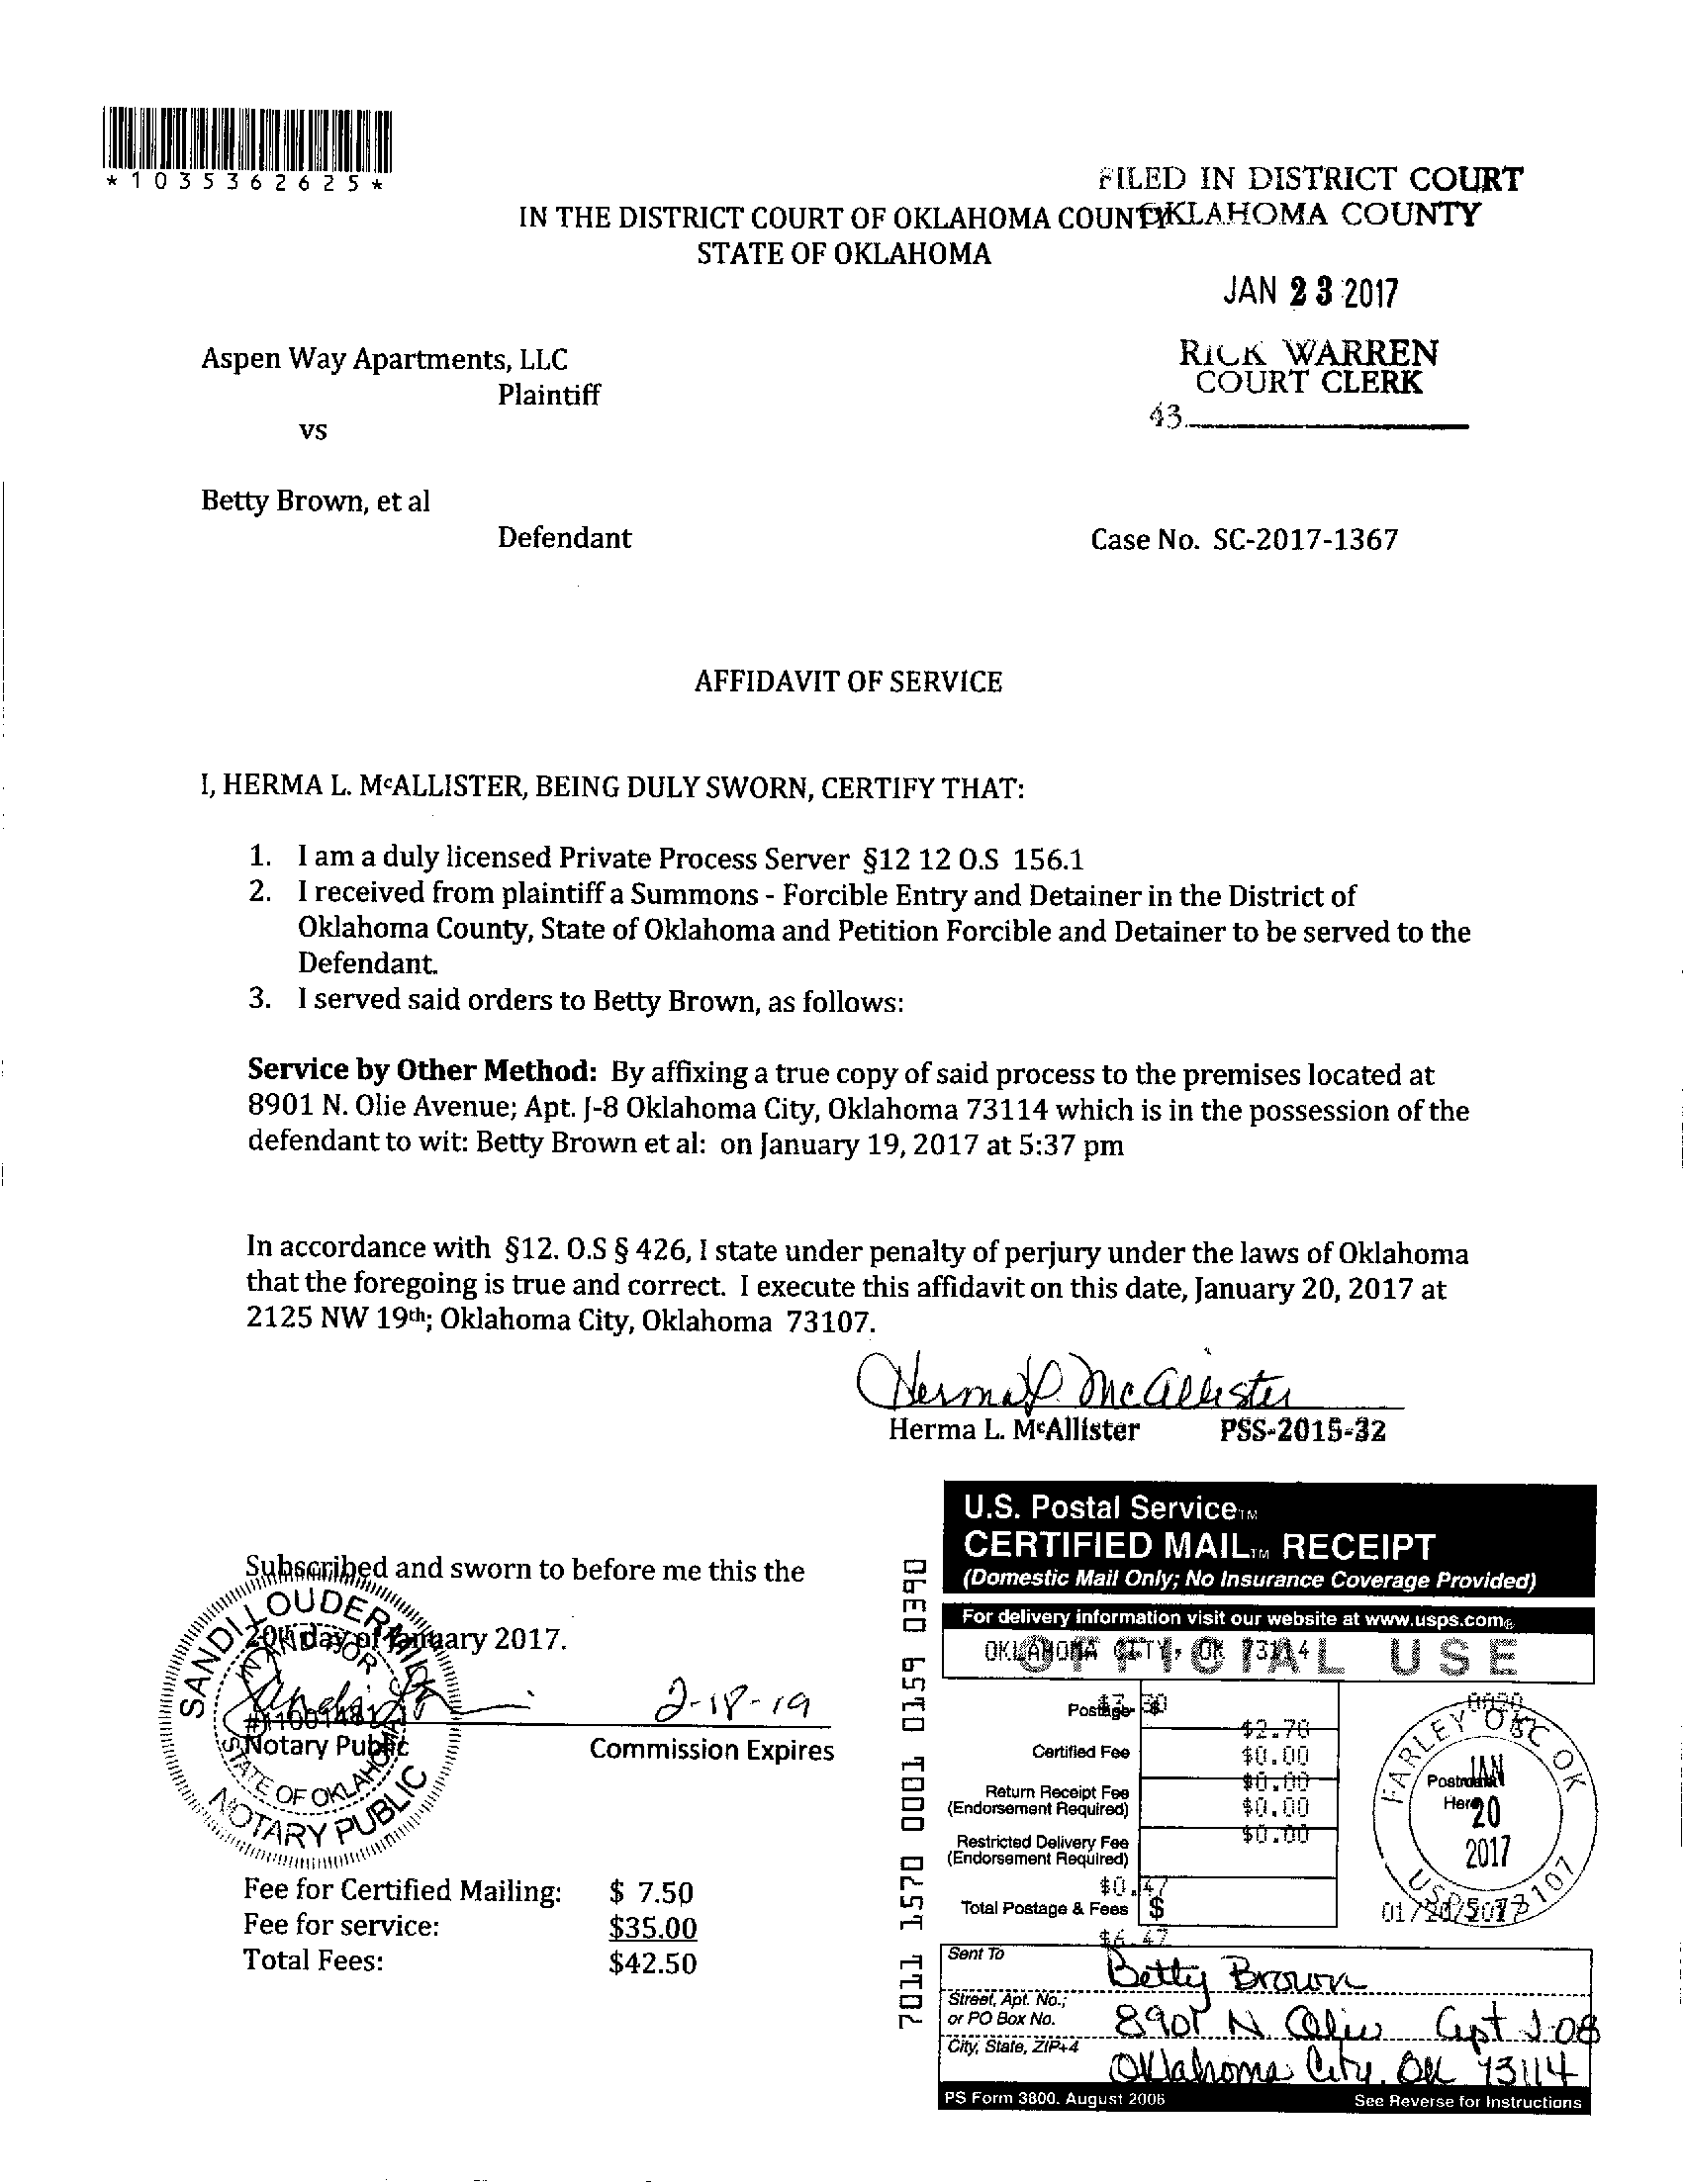 *1035362625*
FILED IN DISTRICT COURT
OKLAHOMA COUNTY
IN THE DISTRICT COURT OF OKLAHOMA COUNTY
STATE OF OKLAHOMA
JAN 23 2017
RICK WARREN
COURT CLERK
43
Aspen Way Apartments, LLC
Plaintiff
vs
Betty Brown, et al
Defendant
Case No. SC-2017-1367
AFFIDAVIT OF SERVICE
I, HERMA L. McALLISTER, BEING DULY SWORN, CERTIFY THAT:
1. I am a duly licensed Private Process Server §12 12 O.S 156.1
2. I received from plaintiff a Summons - Forcible Entry and Detainer in the District of
Oklahoma County, State of Oklahoma and Petition Forcible and Detainer to be served to the
Defendant.
3. I served said orders to Betty Brown, as follows:
Service by Other Method: By affixing a true copy of said process to the premises located at
8901 N. Olie Avenue; Apt. J-8 Oklahoma City, Oklahoma 73114 which is in the possession of the
defendant to wit: Betty Brown et al: on January 19, 2017 at 5:37 pm
In accordance with §12. O.S § 426, I state under penalty of perjury under the laws of Oklahoma
that the foregoing is true and correct. I execute this affidavit on this date, January 20, 2017 at
2125 NW 19th; Oklahoma City, Oklahoma 73107.
Herma L. McAllister
Herma L. McAllister PSS-2015-32
Subscribed and sworn to before me this the
20th day of January 2017.
2-18-19
Notary Public
Commission Expires
SANDI LOUDERMILK
IN AND FOR
#11001481
STATE OF OKLAHOMA
NOTARY PUBLIC
Fee for Certified Mailing: $ 7.50
Fee for service: $35.00
Total Fees: $42.50
7011 1570 0001 0159 0390
U.S. Postal Service™
CERTIFIED MAIL™ RECEIPT
(Domestic Mail Only; No Insurance Coverage Provided)
For delivery information visit our website at www.usps.com®
OKLAHOMA CITY, OK 73114
OFFICIAL USE
Postage $
$3.30
$2.70
Certified Fee
$0.00
$0.00
Return Receipt Fee
(Endorsement Required)
$0.00
$0.00
Restricted Delivery Fee
(Endorsement Required)
$0.47
Total Postage & Fees $
$6.47
FARLEY OKC OK
Postmark
Here
JAN
20
2017
USPS 73107
01/20/2017
Sent To
Betty Brown
Street, Apt. No.;
or PO Box No.
8901 N. Olie Apt J-08
City, State, ZIP+4
Oklahoma City, OK 73114
PS Form 3800, August 2006
See Reverse for Instructions